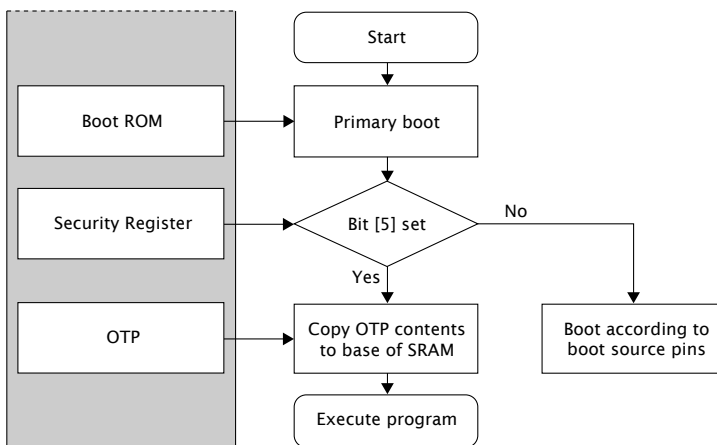 Start
Boot ROM
Primary boot
Security Register
Bit [5] set
No
Yes
OTP
Copy OTP contents
to base of SRAM
Boot according to
boot source pins
Execute program